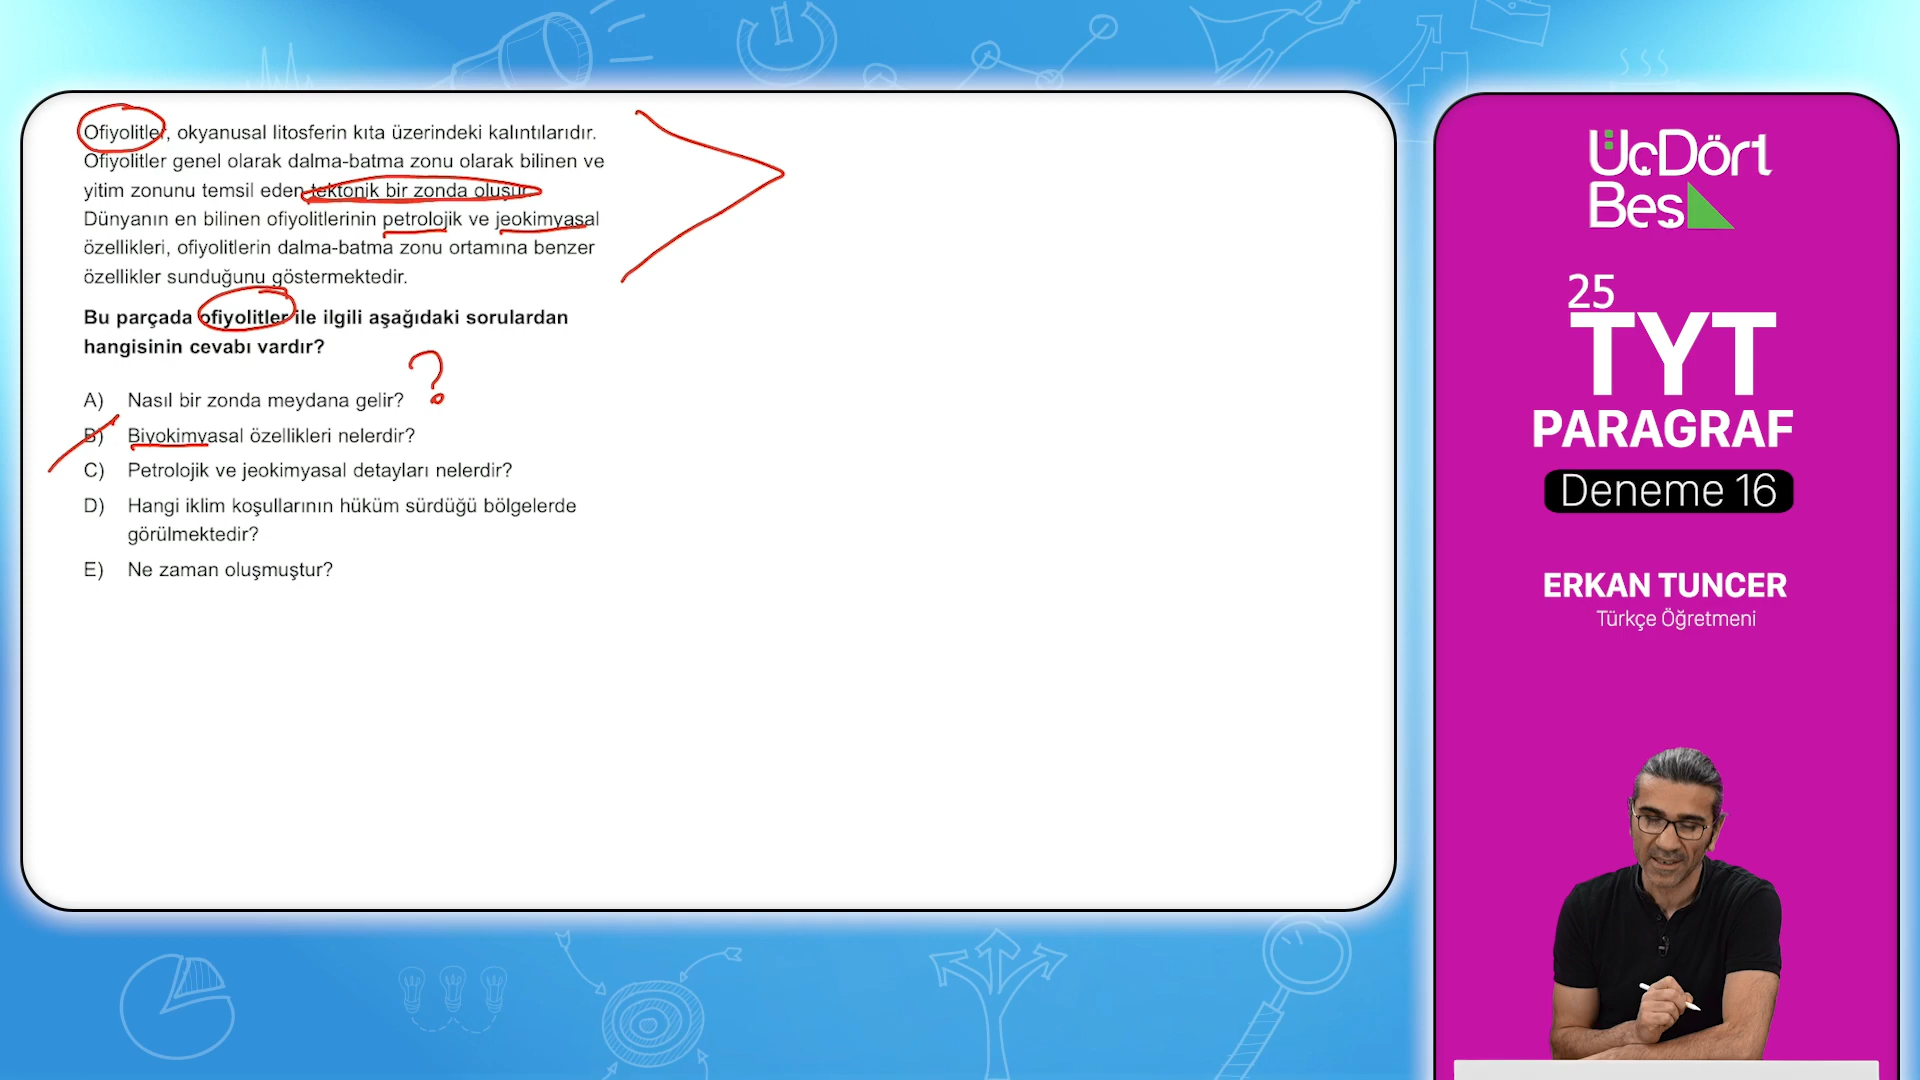 Ofiyolitler, okyanusal litosferin kıta üzerindeki kalıntılarıdır.
Ofiyolitler genel olarak dalma-batma zonu olarak bilinen ve
yitim zonunu temsil eden tektonik bir zonda oluşur.
Dünyanın en bilinen ofiyolitlerinin petrolojik ve jeokimyasal
özellikleri, ofiyolitlerin dalma-batma zonu ortamına benzer
özellikler sunduğunu göstermektedir.
Bu parçada ofiyolitler ile ilgili aşağıdaki sorulardan
hangisinin cevabı vardır?
?
A) Nasıl bir zonda meydana gelir?
B) Biyokimyasal özellikleri nelerdir?
C) Petrolojik ve jeokimyasal detayları nelerdir?
D) Hangi iklim koşullarının hüküm sürdüğü bölgelerde
görülmektedir?
E) Ne zaman oluşmuştur?
ÜçDört
Beş
25
TYT
PARAGRAF
Deneme 16
ERKAN TUNCER
Türkçe Öğretmeni